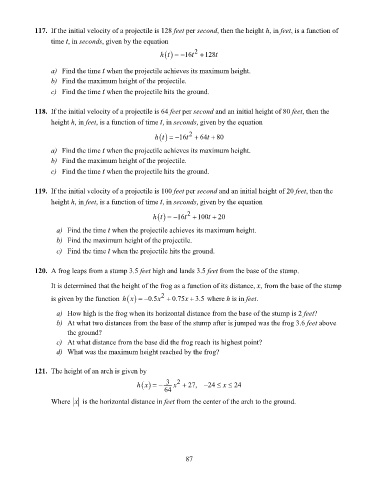 117. If the initial velocity of a projectile is 128 feet per second, then the height h, in feet, is a function of
time t, in seconds, given by the equation
h(t) = −16t² + 128t
a) Find the time t when the projectile achieves its maximum height.
b) Find the maximum height of the projectile.
c) Find the time t when the projectile hits the ground.
118. If the initial velocity of a projectile is 64 feet per second and an initial height of 80 feet, then the
height h, in feet, is a function of time t, in seconds, given by the equation
h(t) = −16t² + 64t + 80
a) Find the time t when the projectile achieves its maximum height.
b) Find the maximum height of the projectile.
c) Find the time t when the projectile hits the ground.
119. If the initial velocity of a projectile is 100 feet per second and an initial height of 20 feet, then the
height h, in feet, is a function of time t, in seconds, given by the equation
h(t) = −16t² + 100t + 20
a) Find the time t when the projectile achieves its maximum height.
b) Find the maximum height of the projectile.
c) Find the time t when the projectile hits the ground.
120. A frog leaps from a stump 3.5 feet high and lands 3.5 feet from the base of the stump.
It is determined that the height of the frog as a function of its distance, x, from the base of the stump
is given by the function h(x) = −0.5x² + 0.75x + 3.5 where h is in feet.
a) How high is the frog when its horizontal distance from the base of the stump is 2 feet?
b) At what two distances from the base of the stump after is jumped was the frog 3.6 feet above
the ground?
c) At what distance from the base did the frog reach its highest point?
d) What was the maximum height reached by the frog?
121. The height of an arch is given by
h(x) = −3/64 x² + 27, −24 ≤ x ≤ 24
Where |x| is the horizontal distance in feet from the center of the arch to the ground.
87